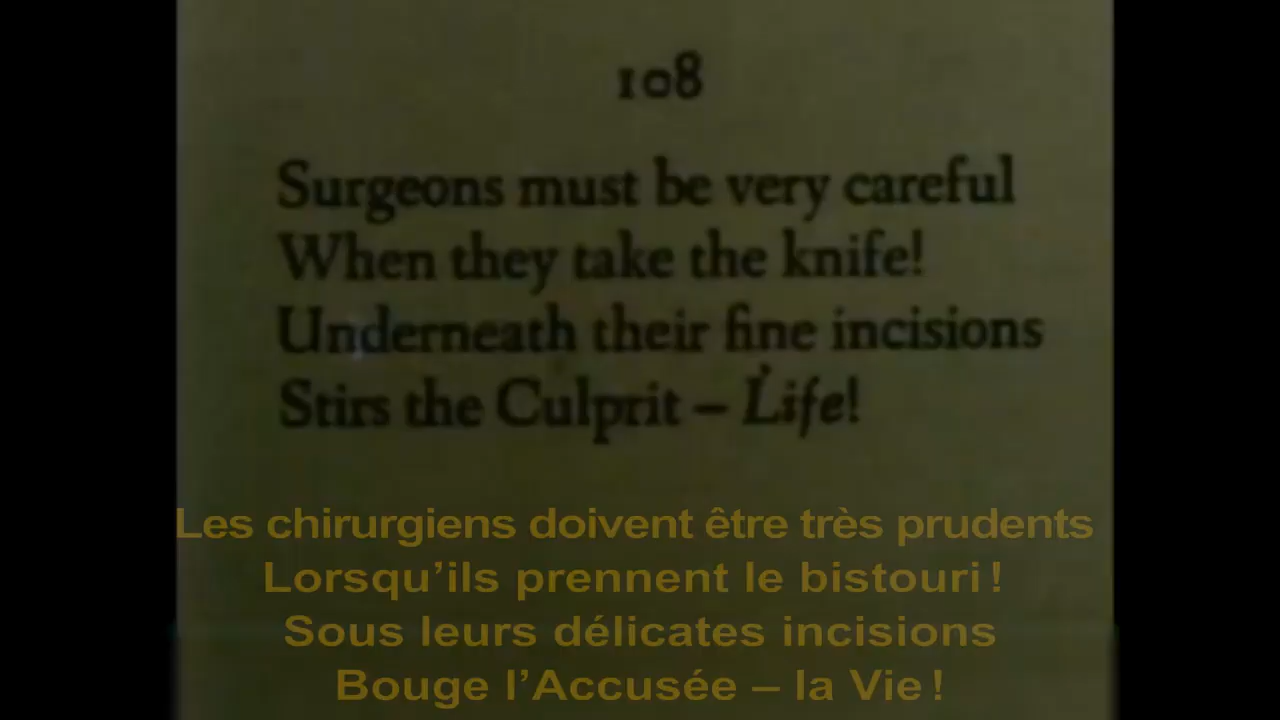 108
Surgeons must be very careful
When they take the knife!
Underneath their fine incisions
Stirs the Culprit – Life!
Les chirurgiens doivent être très prudents
Lorsqu’ils prennent le bistouri !
Sous leurs délicates incisions
Bouge l’Accusée – la Vie !